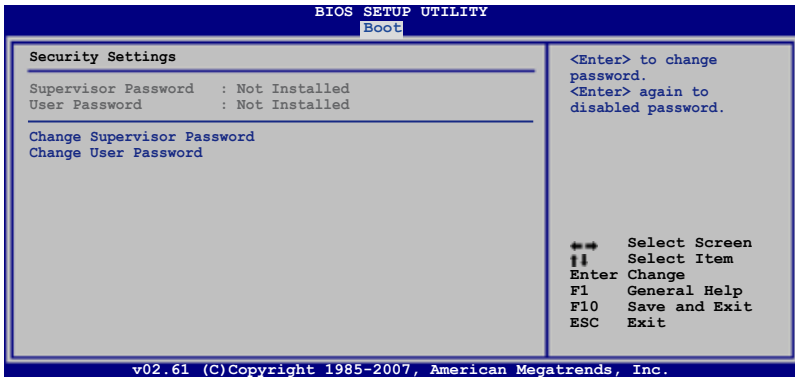 BIOS SETUP UTILITY
Boot
Security Settings
Supervisor Password : Not Installed
User Password : Not Installed
Change Supervisor Password
Change User Password
<Enter> to change
password.
<Enter> again to
disabled password.
←→ Select Screen
↑↓ Select Item
Enter Change
F1 General Help
F10 Save and Exit
ESC Exit
v02.61 (C)Copyright 1985-2007, American Megatrends, Inc.